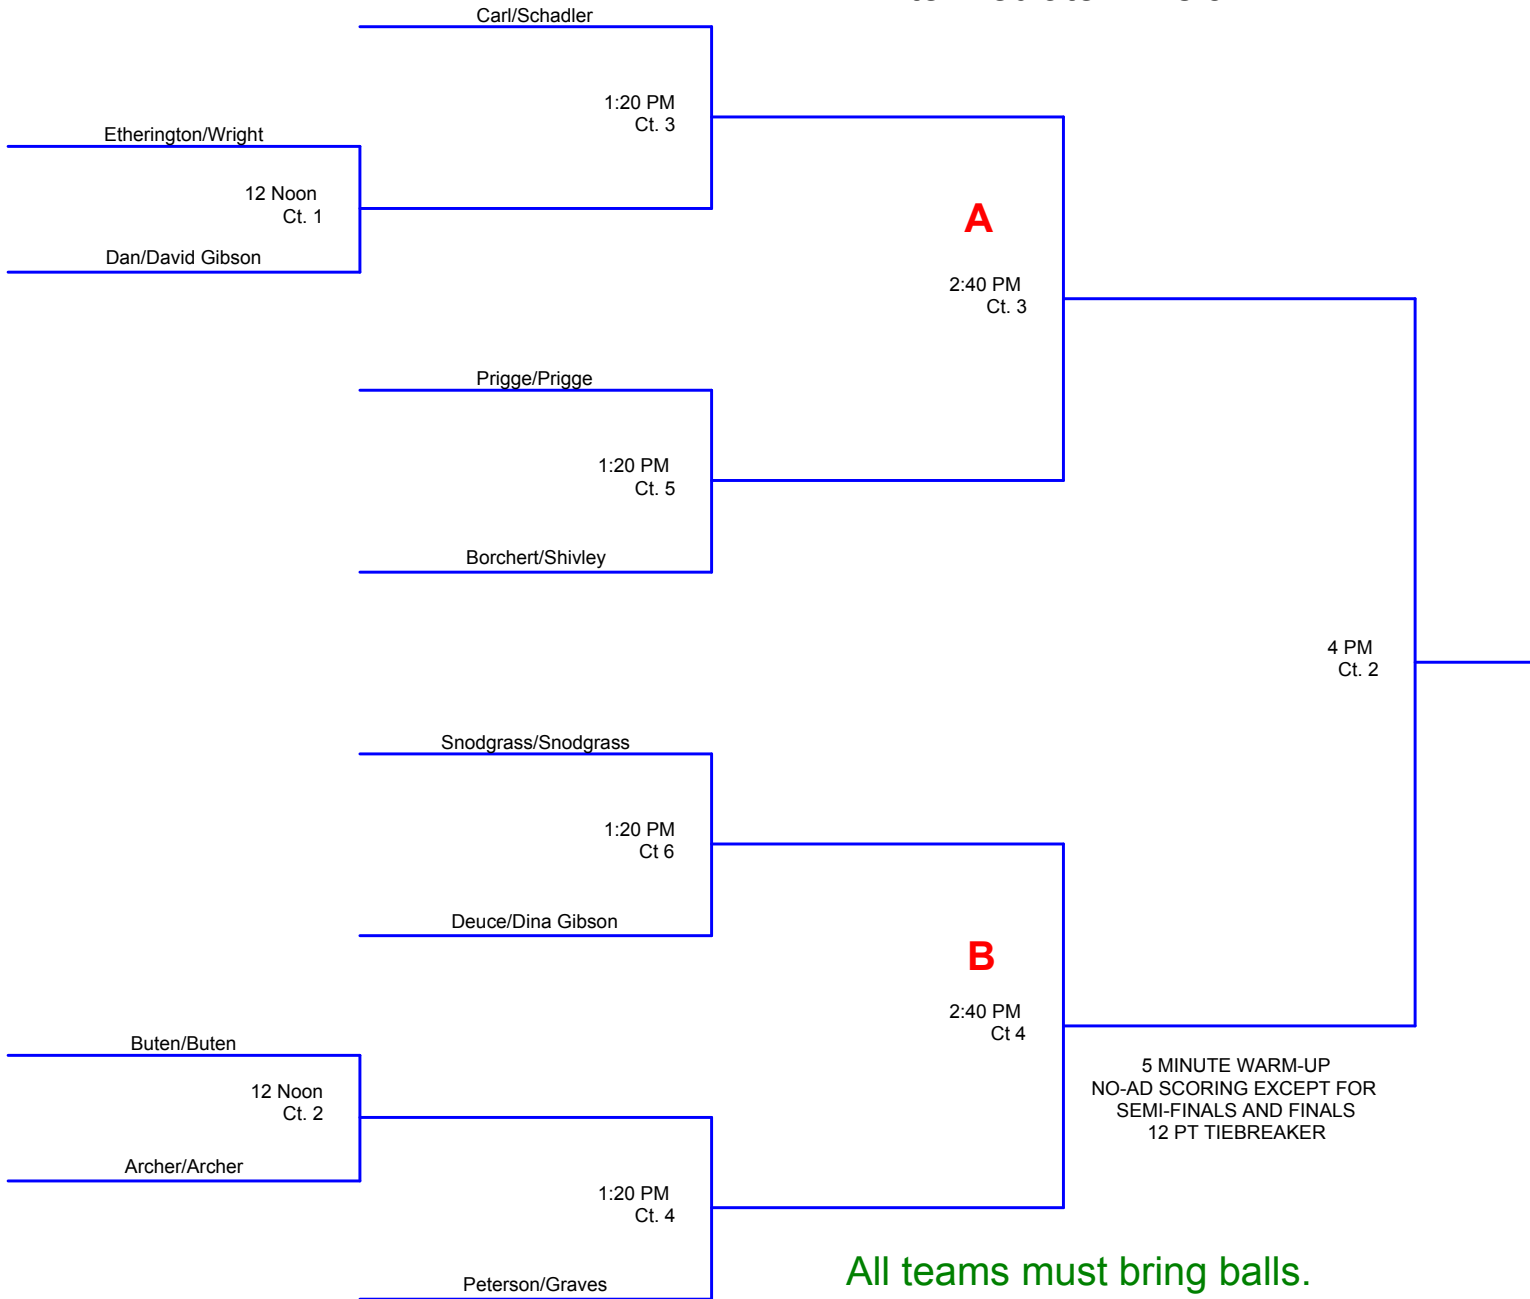 Carl/Schadler
1:20 PM
Ct. 3
Etherington/Wright
12 Noon
Ct. 1
A
Dan/David Gibson
2:40 PM
Ct. 3
Prigge/Prigge
1:20 PM
Ct. 5
Borchert/Shivley
4 PM
Ct. 2
Snodgrass/Snodgrass
1:20 PM
Ct 6
Deuce/Dina Gibson
B
2:40 PM
Ct 4
Buten/Buten
12 Noon
Ct. 2
5 MINUTE WARM-UP
NO-AD SCORING EXCEPT FOR
SEMI-FINALS AND FINALS
12 PT TIEBREAKER
Archer/Archer
1:20 PM
Ct. 4
Peterson/Graves
All teams must bring balls.